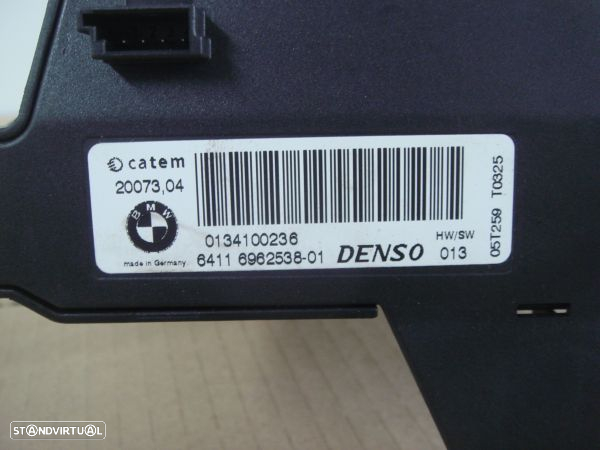 catem
20073,04
BMW
made in Germany
0134100236
6411 6962538-01
DENSO
HW/SW
013
05T259 T0325
STANDVIRTUAL